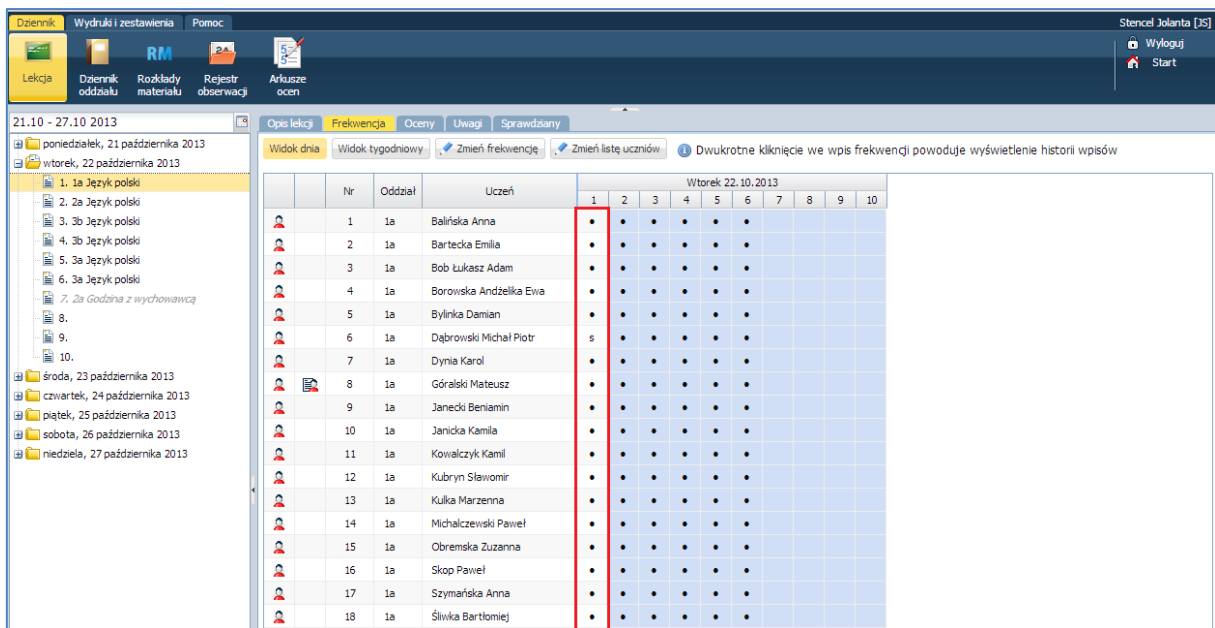 Dziennik Wydruki i zestawienia Pomoc Stencel Jolanta [JS]
Lekcja Dziennik oddziału RM Rozkłady materiału Rejestr obserwacji Arkusze ocen
Wyloguj
Start
21.10 - 27.10 2013
poniedziałek, 21 października 2013
wtorek, 22 października 2013
1. 1a Język polski
2. 2a Język polski
3. 3b Język polski
4. 3b Język polski
5. 3a Język polski
6. 3a Język polski
7. 2a Godzina z wychowawcą
8.
9.
10.
środa, 23 października 2013
czwartek, 24 października 2013
piątek, 25 października 2013
sobota, 26 października 2013
niedziela, 27 października 2013
Opis lekcji Frekwencja Oceny Uwagi Sprawdziany
Widok dnia Widok tygodniowy Zmień frekwencję Zmień listę uczniów Dwukrotne kliknięcie we wpis frekwencji powoduje wyświetlenie historii wpisów
Nr Oddział Uczeń Wtorek 22.10.2013
1 2 3 4 5 6 7 8 9 10
1 1a Balińska Anna • • • • • •
2 1a Bartecka Emilia • • • • • •
3 1a Bob Łukasz Adam • • • • • •
4 1a Borowska Andżelika Ewa • • • • • •
5 1a Bylinka Damian • • • • • •
6 1a Dąbrowski Michał Piotr s • • • • •
7 1a Dynia Karol • • • • • •
8 1a Góralski Mateusz • • • • • •
9 1a Janecki Beniamin • • • • • •
10 1a Janicka Kamila • • • • • •
11 1a Kowalczyk Kamil • • • • • •
12 1a Kubryn Sławomir • • • • • •
13 1a Kulka Marzenna • • • • • •
14 1a Michalczewski Paweł • • • • • •
15 1a Obremska Zuzanna • • • • • •
16 1a Skop Paweł • • • • • •
17 1a Szymańska Anna • • • • • •
18 1a Śliwka Bartłomiej • • • • • •